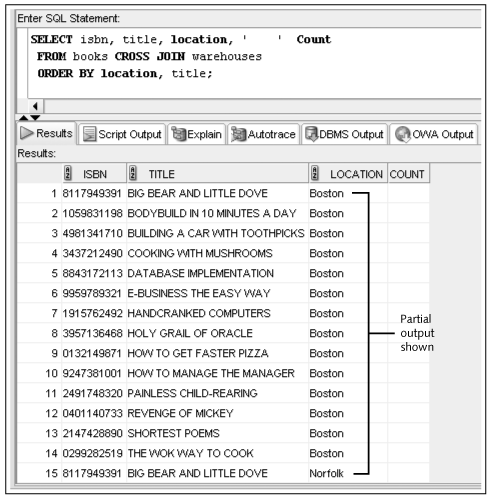 Enter SQL Statement:
SELECT isbn, title, location, '     '  Count
FROM books CROSS JOIN warehouses
ORDER BY location, title;
Results Script Output Explain Autotrace DBMS Output OWA Output
Results:
ISBN TITLE LOCATION COUNT
1 8117949391 BIG BEAR AND LITTLE DOVE Boston
2 1059831198 BODYBUILD IN 10 MINUTES A DAY Boston
3 4981341710 BUILDING A CAR WITH TOOTHPICKS Boston
4 3437212490 COOKING WITH MUSHROOMS Boston
5 8843172113 DATABASE IMPLEMENTATION Boston
6 9959789321 E-BUSINESS THE EASY WAY Boston
7 1915762492 HANDCRANKED COMPUTERS Boston
8 3957136468 HOLY GRAIL OF ORACLE Boston
9 0132149871 HOW TO GET FASTER PIZZA Boston
10 9247381001 HOW TO MANAGE THE MANAGER Boston
11 2491748320 PAINLESS CHILD-REARING Boston
12 0401140733 REVENGE OF MICKEY Boston
13 2147428890 SHORTEST POEMS Boston
14 0299282519 THE WOK WAY TO COOK Boston
15 8117949391 BIG BEAR AND LITTLE DOVE Norfolk
Partial
output
shown